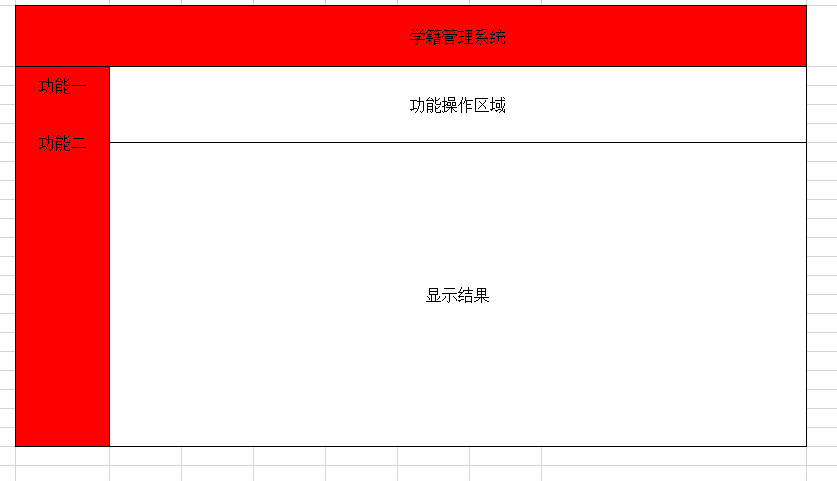 学籍管理系统
功能一
功能操作区域
功能二
显示结果